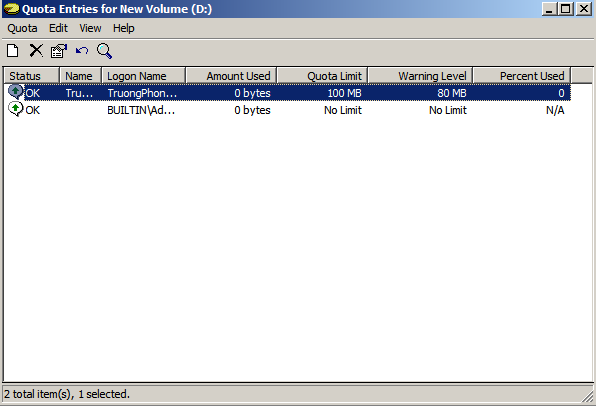 Quota Entries for New Volume (D:)
Quota Edit View Help
Status Name Logon Name Amount Used Quota Limit Warning Level Percent Used
OK Tru... TruongPhon... 0 bytes 100 MB 80 MB 0
OK BUILTIN\Ad... 0 bytes No Limit No Limit N/A
2 total item(s), 1 selected.